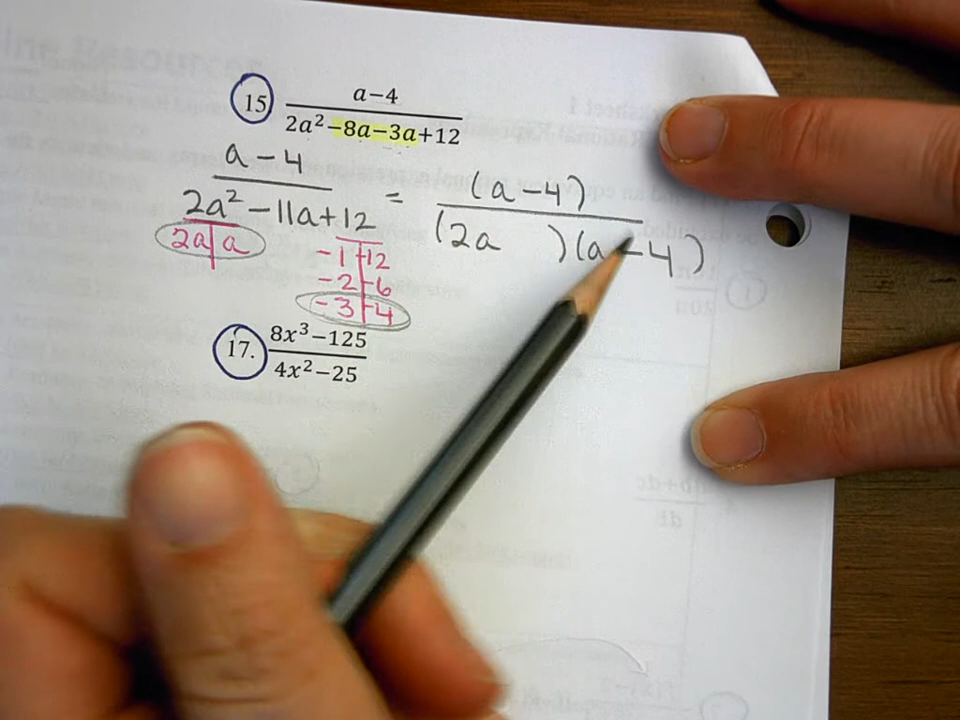 15 a−4
2a²−8a−3a+12
a − 4 = (a − 4)
2a² − 11a + 12 (2a )(a − 4)
2a a -1 -12
-2 -6
-3 -4
17. 8x³−125
4x²−25